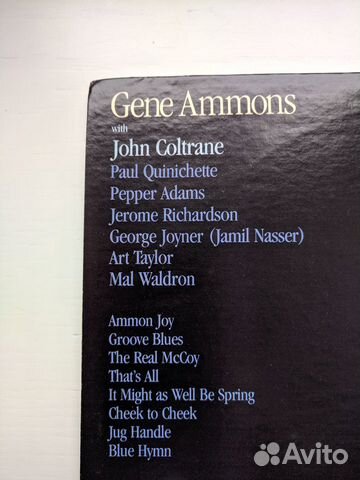 Gene Ammons
with
John Coltrane
Paul Quinichette
Pepper Adams
Jerome Richardson
George Joyner (Jamil Nasser)
Art Taylor
Mal Waldron
Ammon Joy
Groove Blues
The Real McCoy
That's All
It Might as Well Be Spring
Cheek to Cheek
Jug Handle
Blue Hymn
Avito